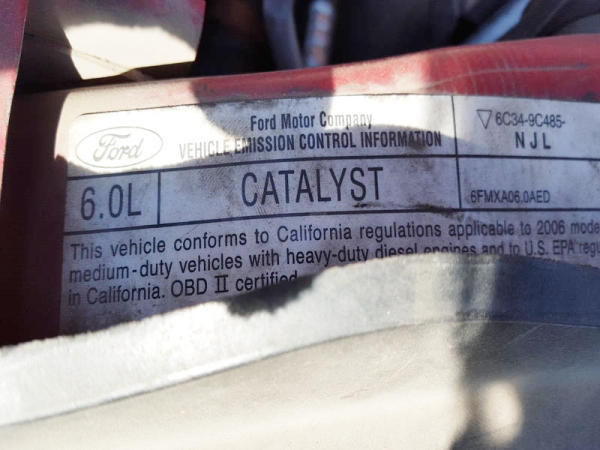 Ford
Ford Motor Company
VEHICLE EMISSION CONTROL INFORMATION
6C34-9C485-
NJL
6.0L
CATALYST
6FMXA06.0AED
This vehicle conforms to California regulations applicable to 2006 mode
medium-duty vehicles with heavy-duty diesel engines and to U.S. EPA regu
in California. OBD II certified